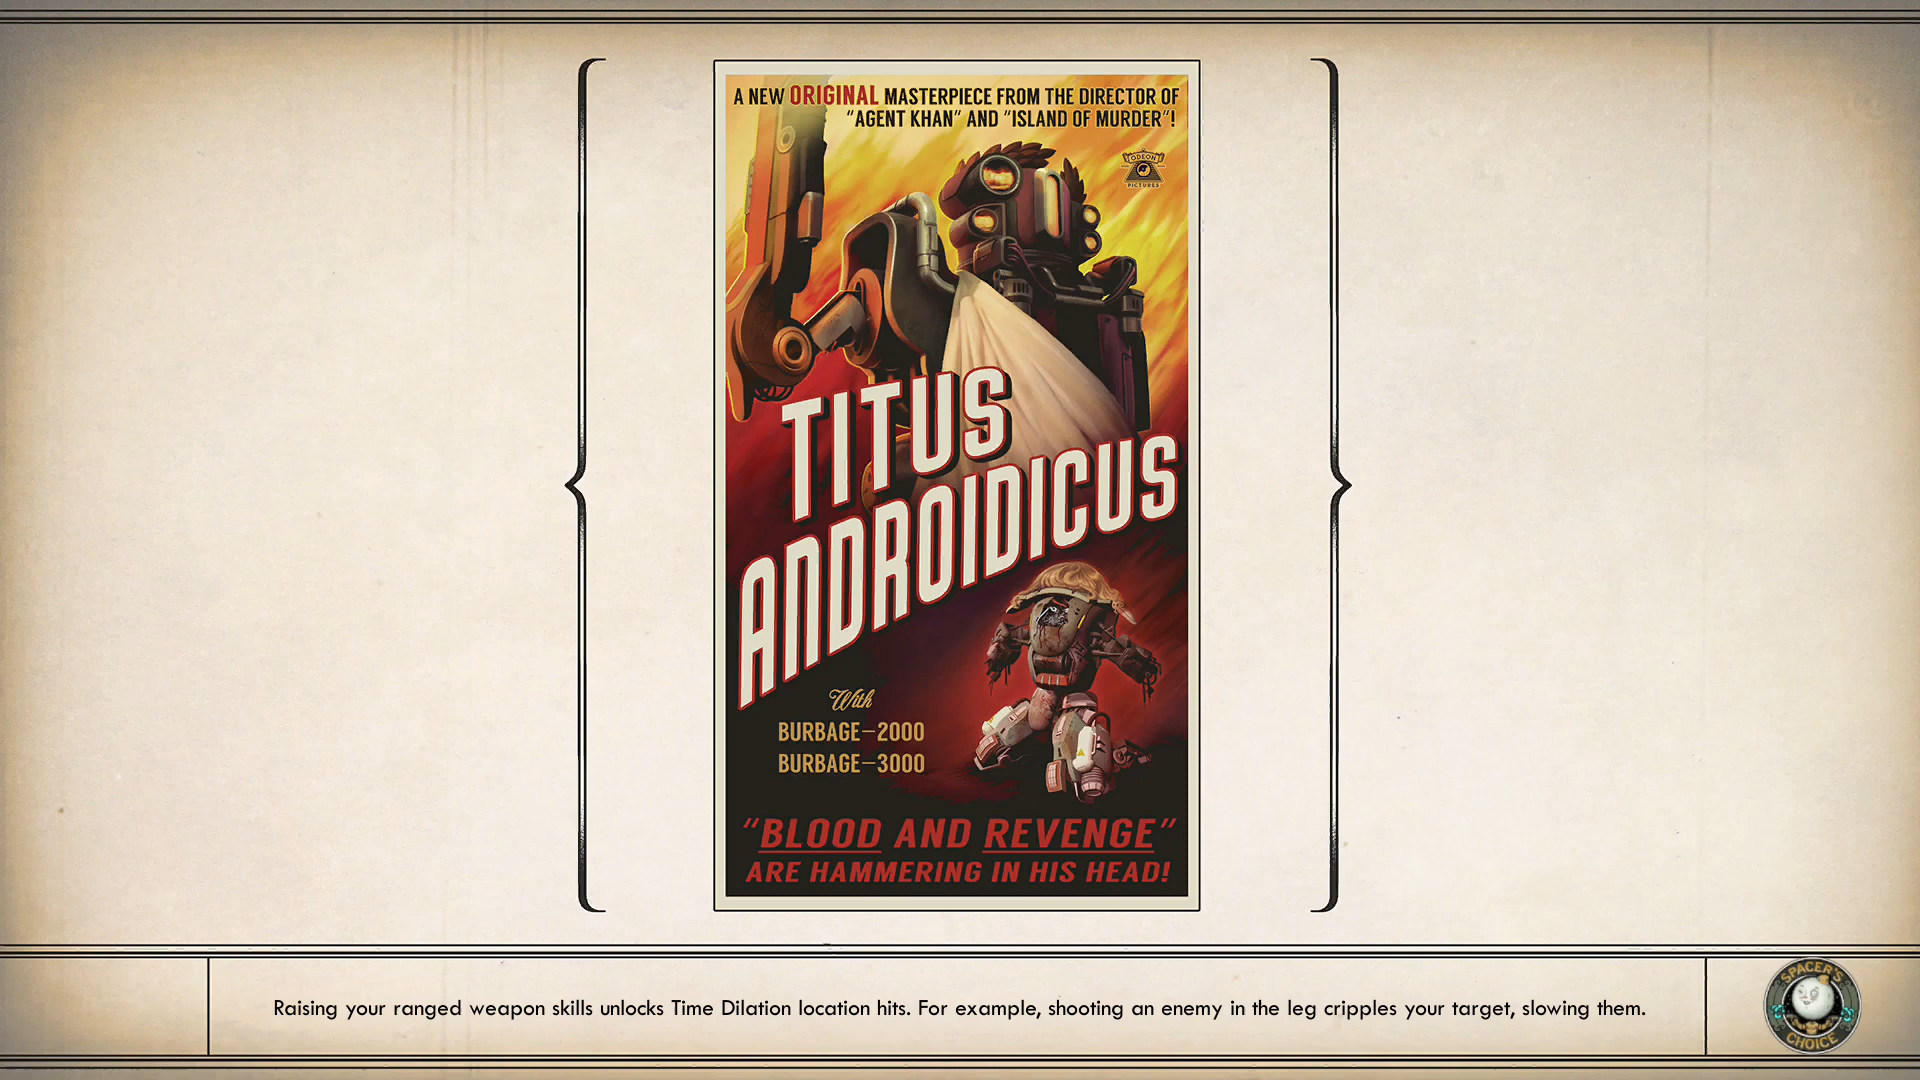 A NEW ORIGINAL MASTERPIECE FROM THE DIRECTOR OF
"AGENT KHAN" AND "ISLAND OF MURDER"!
ODEON
PICTURES
TITUS
ANDROIDICUS
With
BURBAGE-2000
BURBAGE-3000
"BLOOD AND REVENGE"
ARE HAMMERING IN HIS HEAD!
Raising your ranged weapon skills unlocks Time Dilation location hits. For example, shooting an enemy in the leg cripples your target, slowing them.
SPACER'S
CHOICE